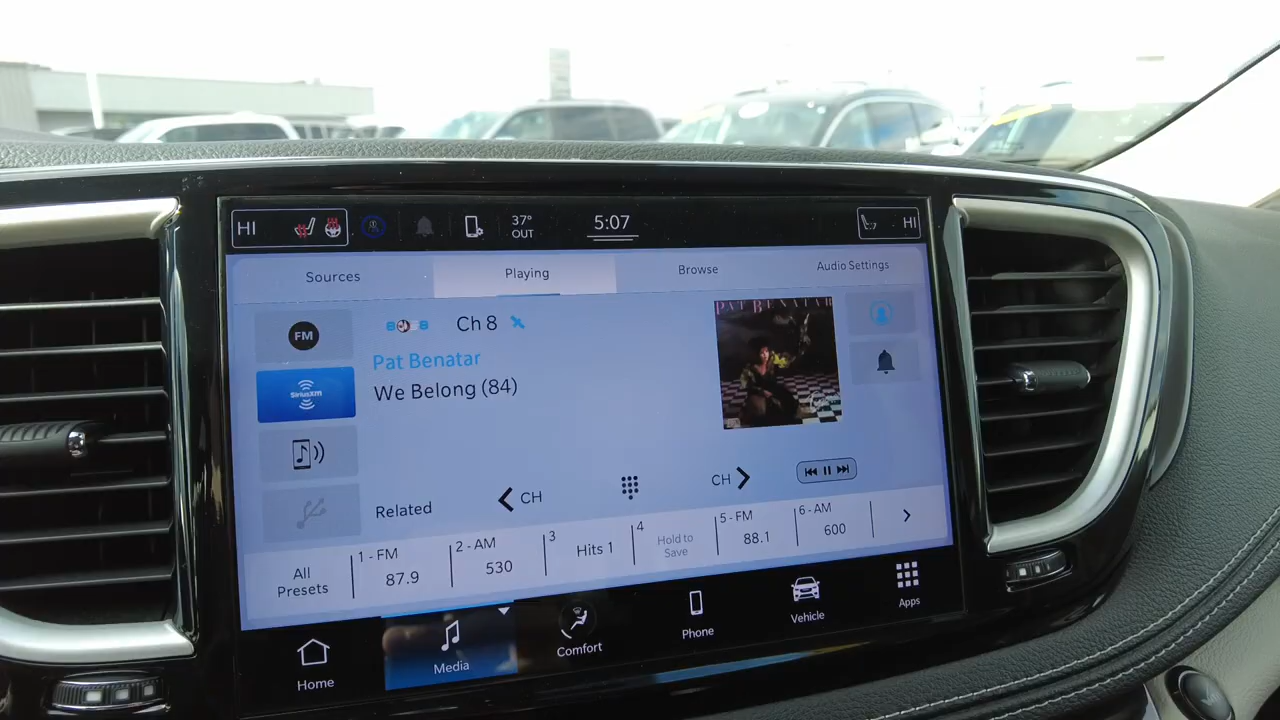 HI
37°
OUT
5:07
HI
Sources
Playing
Browse
Audio Settings
FM
Ch 8
PAT BENATAR
Pat Benatar
SiriusXM
We Belong (84)
Related
CH
CH
All
Presets
1 - FM
87.9
2 - AM
530
3
Hits 1
4
Hold to
Save
5 - FM
88.1
6 - AM
600
Home
Media
Comfort
Phone
Vehicle
Apps